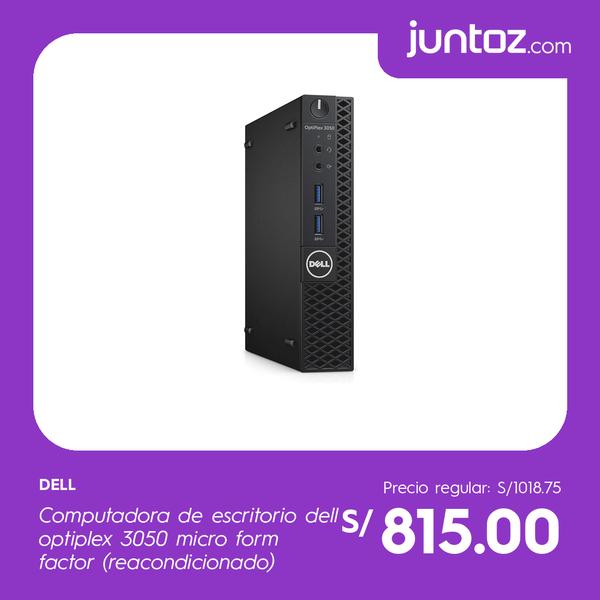 juntoz.com
OptiPlex 3050
DELL
DELL
Computadora de escritorio dell
optiplex 3050 micro form
factor (reacondicionado)
Precio regular: S/1018.75
S/ 815.00